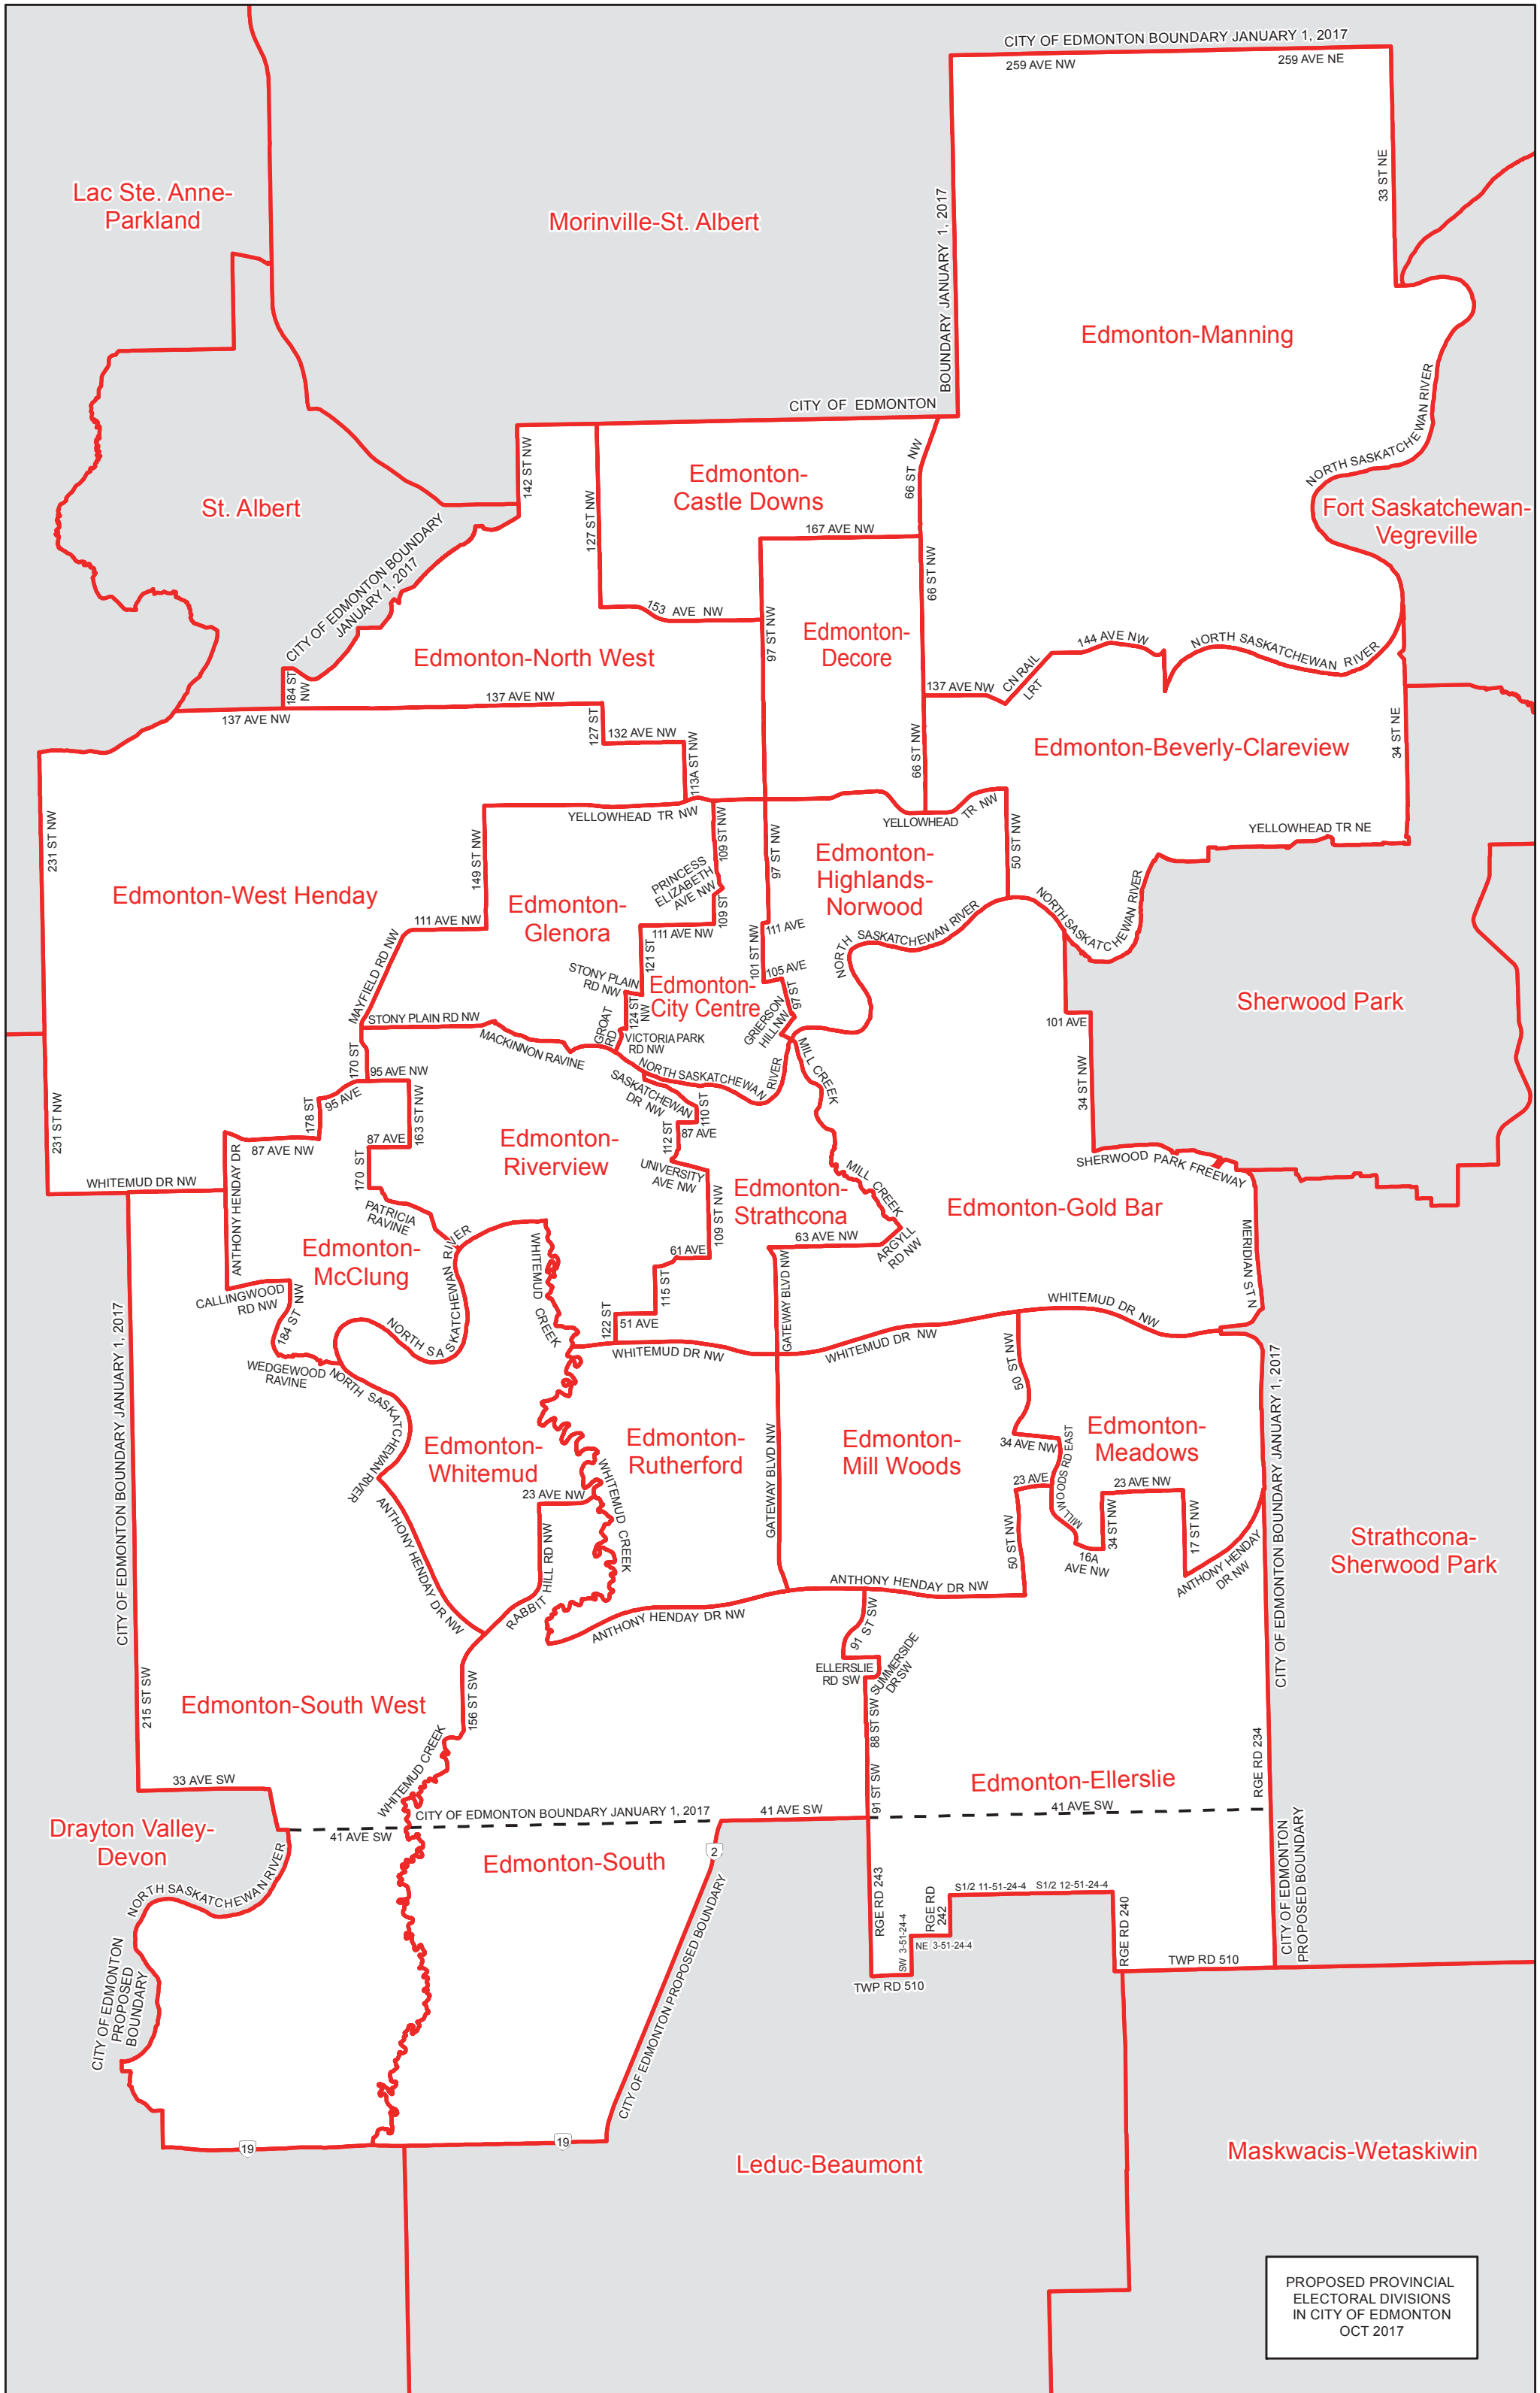 CITY OF EDMONTON BOUNDARY JANUARY 1, 2017
259 AVE NW
259 AVE NE
33 ST NE
Lac Ste. Anne-
Parkland
Morinville-St. Albert
BOUNDARY JANUARY 1, 2017
Edmonton-Manning
NORTH SASKATCHEWAN RIVER
CITY OF EDMONTON
142 ST NW
127 ST NW
Edmonton-
Castle Downs
66 ST NW
St. Albert
Fort Saskatchewan-
Vegreville
167 AVE NW
CITY OF EDMONTON BOUNDARY
JANUARY 1, 2017
66 ST NW
153 AVE NW
97 ST NW
Edmonton-
Decore
144 AVE NW
NORTH SASKATCHEWAN RIVER
Edmonton-North West
184 ST
NW
137 AVE NW
CN RAIL
LRT
137 AVE NW
137 AVE NW
127 ST
132 AVE NW
113A ST NW
66 ST NW
34 ST NE
Edmonton-Beverly-Clareview
YELLOWHEAD TR NW
YELLOWHEAD TR NW
YELLOWHEAD TR NE
231 ST NW
149 ST NW
109 ST NW
97 ST NW
50 ST NW
PRINCESS
ELIZABETH
AVE NW
Edmonton-
Highlands-
Norwood
Edmonton-West Henday
Edmonton-
Glenora
109 ST
111 AVE NW
111 AVE NW
111 AVE
NORTH SASKATCHEWAN RIVER
NORTH SASKATCHEWAN RIVER
MAYFIELD RD NW
121 ST
101 ST NW
105 AVE
STONY PLAIN
RD NW
Edmonton-
City Centre
97 ST
GRIERSON
HILL NW
124 ST
NW
GROAT
RD
Sherwood Park
101 AVE
STONY PLAIN RD NW
VICTORIA PARK
RD NW
MACKINNON RAVINE
NORTH SASKATCHEWAN RIVER
MILL CREEK
170 ST
95 AVE NW
SASKATCHEWAN
DR NW
110 ST
34 ST NW
178 ST
95 AVE
163 ST NW
231 ST NW
87 AVE NW
87 AVE
Edmonton-
Riverview
112 ST
87 AVE
UNIVERSITY
AVE NW
SHERWOOD PARK FREEWAY
ANTHONY HENDAY DR
170 ST
WHITEMUD DR NW
PATRICIA
RAVINE
Edmonton-
Strathcona
MILL CREEK
Edmonton-Gold Bar
109 ST NW
63 AVE NW
ARGYLL
RD NW
MERIDIAN ST N
Edmonton-
McClung
NORTH SASKATCHEWAN RIVER
WHITEMUD CREEK
61 AVE
115 ST
CALLINGWOOD
RD NW
184 ST NW
122 ST
51 AVE
GATEWAY BLVD NW
WHITEMUD DR NW
WHITEMUD DR NW
WHITEMUD DR NW
WEDGEWOOD
RAVINE
NORTH SASKATCHEWAN RIVER
50 ST NW
CITY OF EDMONTON BOUNDARY JANUARY 1, 2017
CITY OF EDMONTON BOUNDARY JANUARY 1, 2017
Edmonton-
Whitemud
Edmonton-
Rutherford
GATEWAY BLVD NW
Edmonton-
Mill Woods
34 AVE NW
MILLWOODS RD EAST
Edmonton-
Meadows
23 AVE
23 AVE NW
23 AVE NW
WHITEMUD CREEK
34 ST NW
17 ST NW
ANTHONY HENDAY DR NW
HILL RD NW
RABBIT
50 ST NW
16A
AVE NW
ANTHONY HENDAY
DR NW
Strathcona-
Sherwood Park
ANTHONY HENDAY DR NW
ANTHONY HENDAY DR NW
91 ST SW
ELLERSLIE
RD SW
SUMMERSIDE
DR SW
215 ST SW
Edmonton-South West
156 ST SW
88 ST SW
WHITEMUD CREEK
33 AVE SW
91 ST SW
Edmonton-Ellerslie
RGE RD 234
41 AVE SW
CITY OF EDMONTON BOUNDARY JANUARY 1, 2017
41 AVE SW
41 AVE SW
Drayton Valley-
Devon
Edmonton-South
2
NORTH SASKATCHEWAN RIVER
RGE RD 243
S1/2 11-51-24-4
S1/2 12-51-24-4
RGE RD
242
SW 3-51-24-4
NE 3-51-24-4
RGE RD 240
CITY OF EDMONTON
PROPOSED BOUNDARY
TWP RD 510
TWP RD 510
CITY OF EDMONTON
PROPOSED
BOUNDARY
CITY OF EDMONTON PROPOSED BOUNDARY
19
19
Leduc-Beaumont
Maskwacis-Wetaskiwin
PROPOSED PROVINCIAL
ELECTORAL DIVISIONS
IN CITY OF EDMONTON
OCT 2017